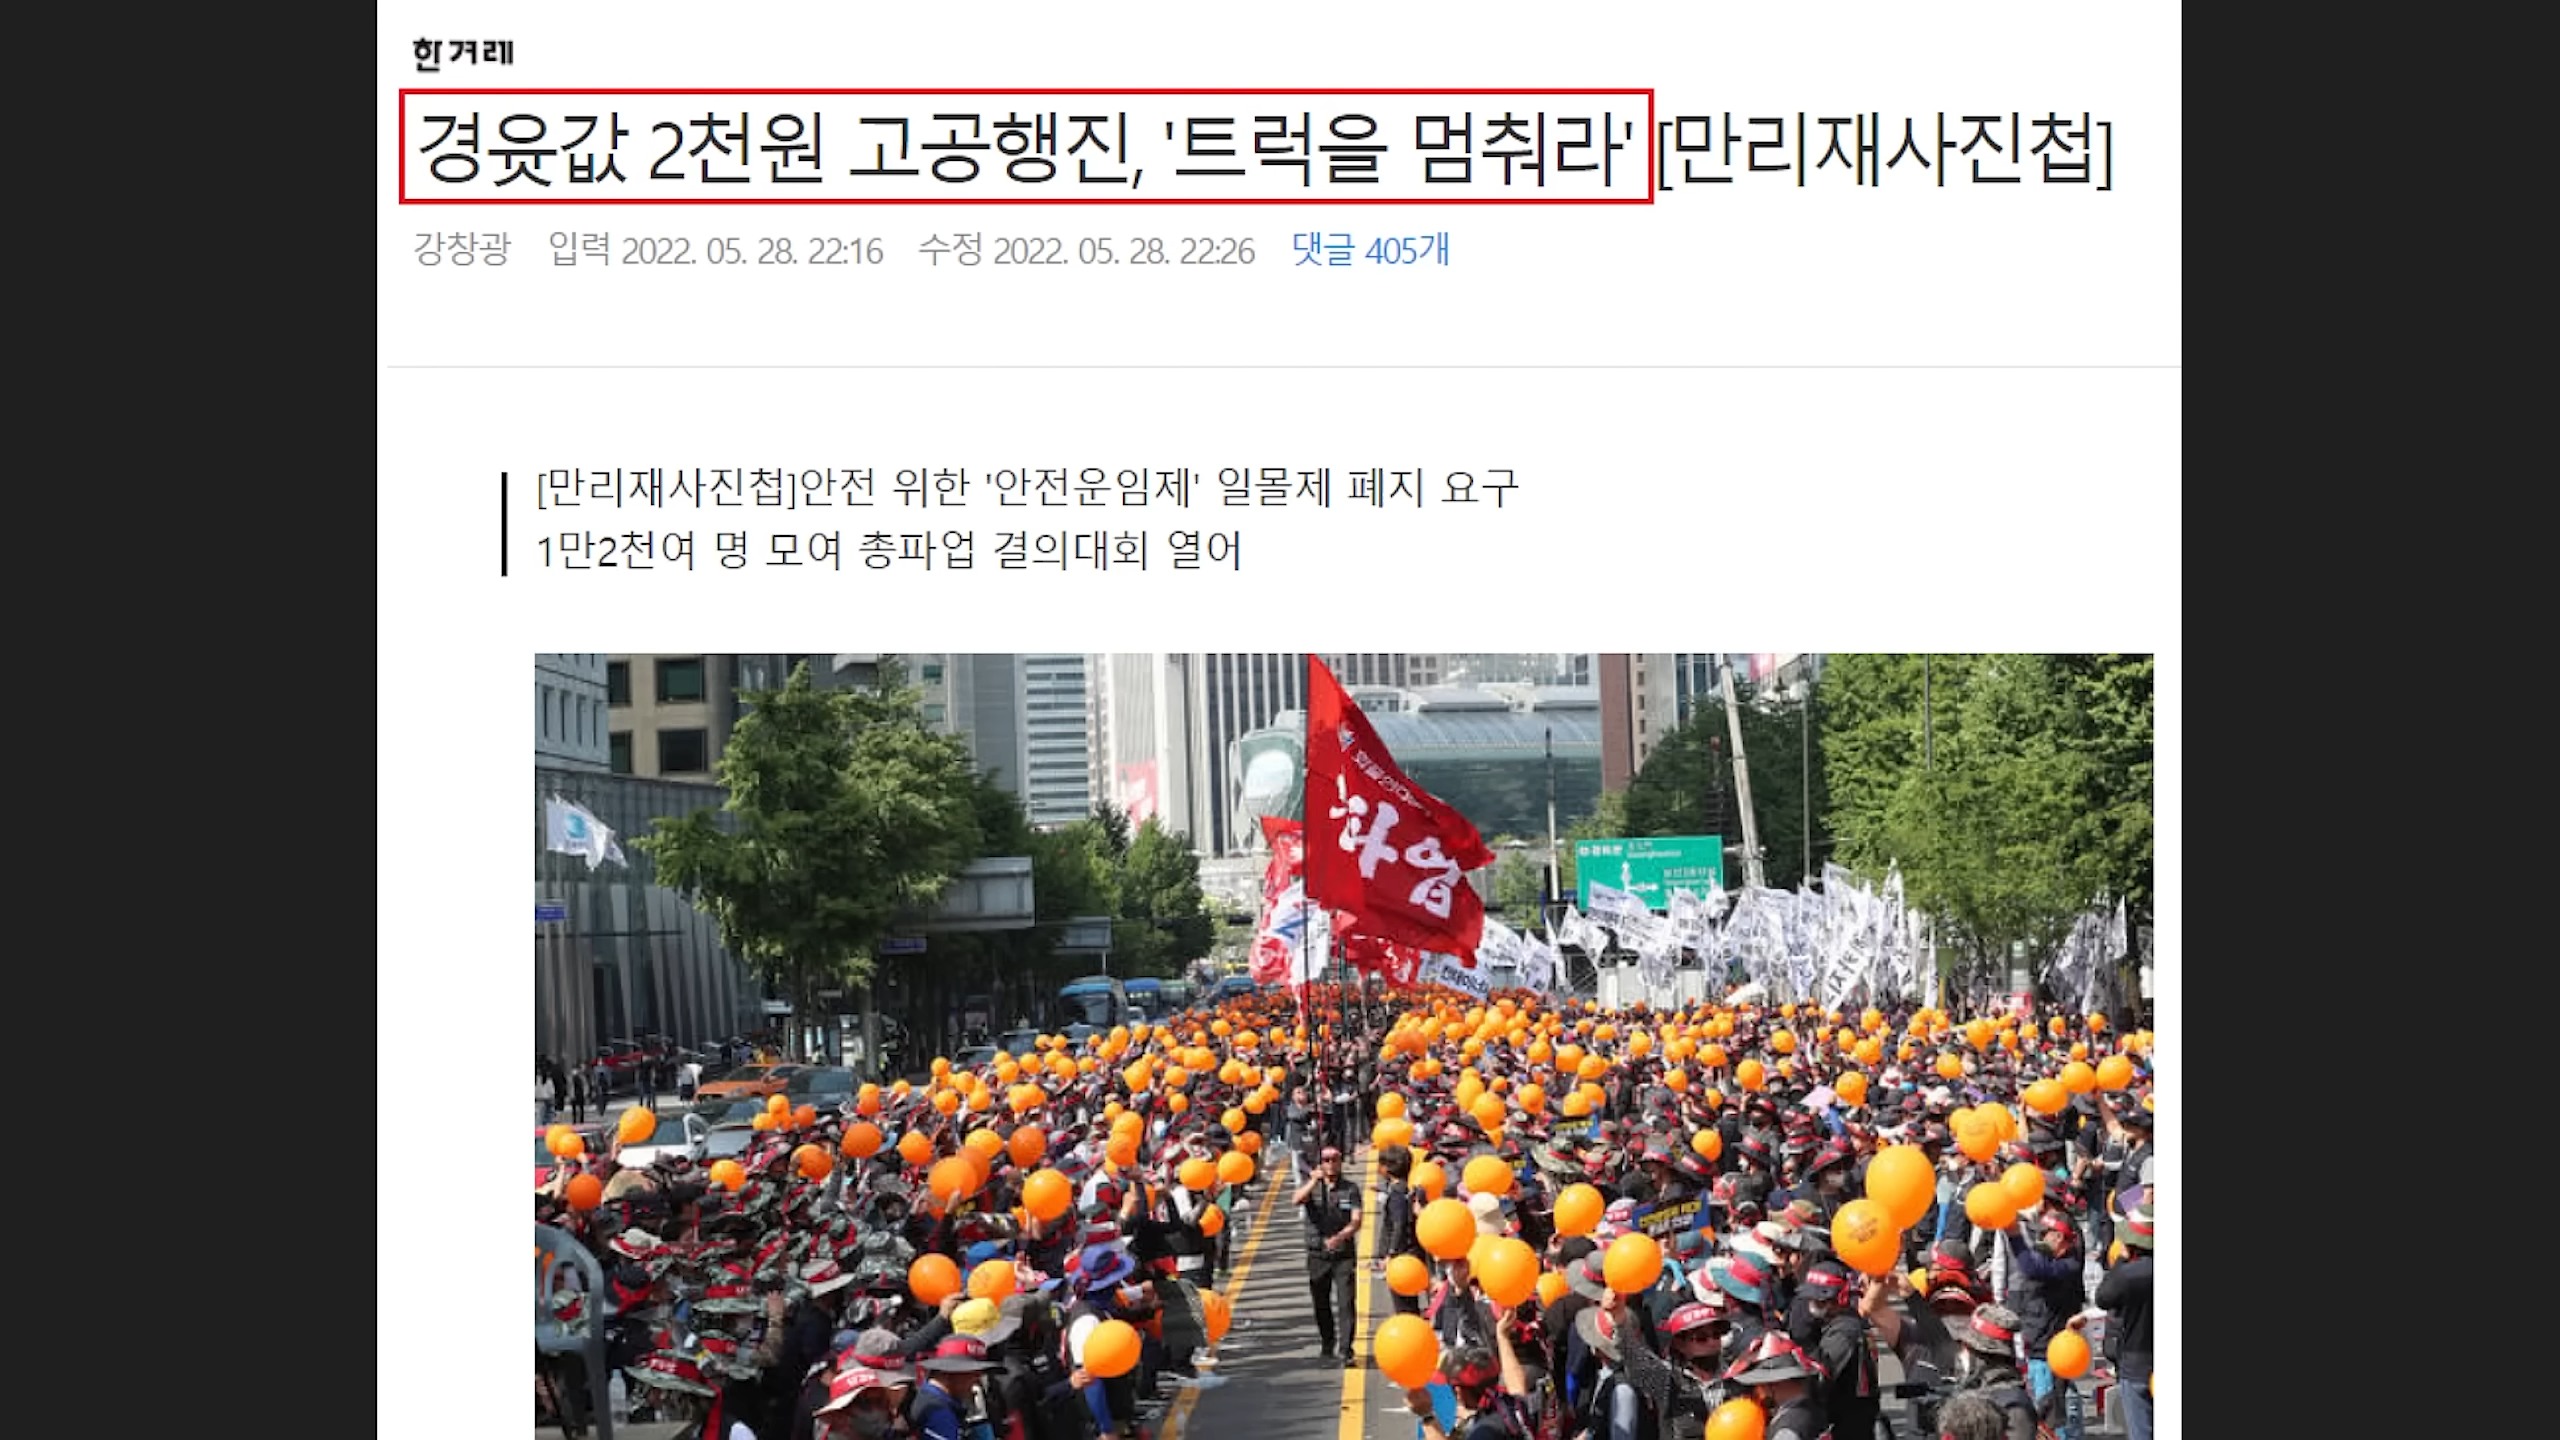 한겨레
경윳값 2천원 고공행진, '트럭을 멈춰라' [만리재사진첩]
강창광 입력 2022. 05. 28. 22:16 수정 2022. 05. 28. 22:26 댓글 405개
[만리재사진첩]안전 위한 '안전운임제' 일몰제 폐지 요구
1만2천여 명 모여 총파업 결의대회 열어
파업